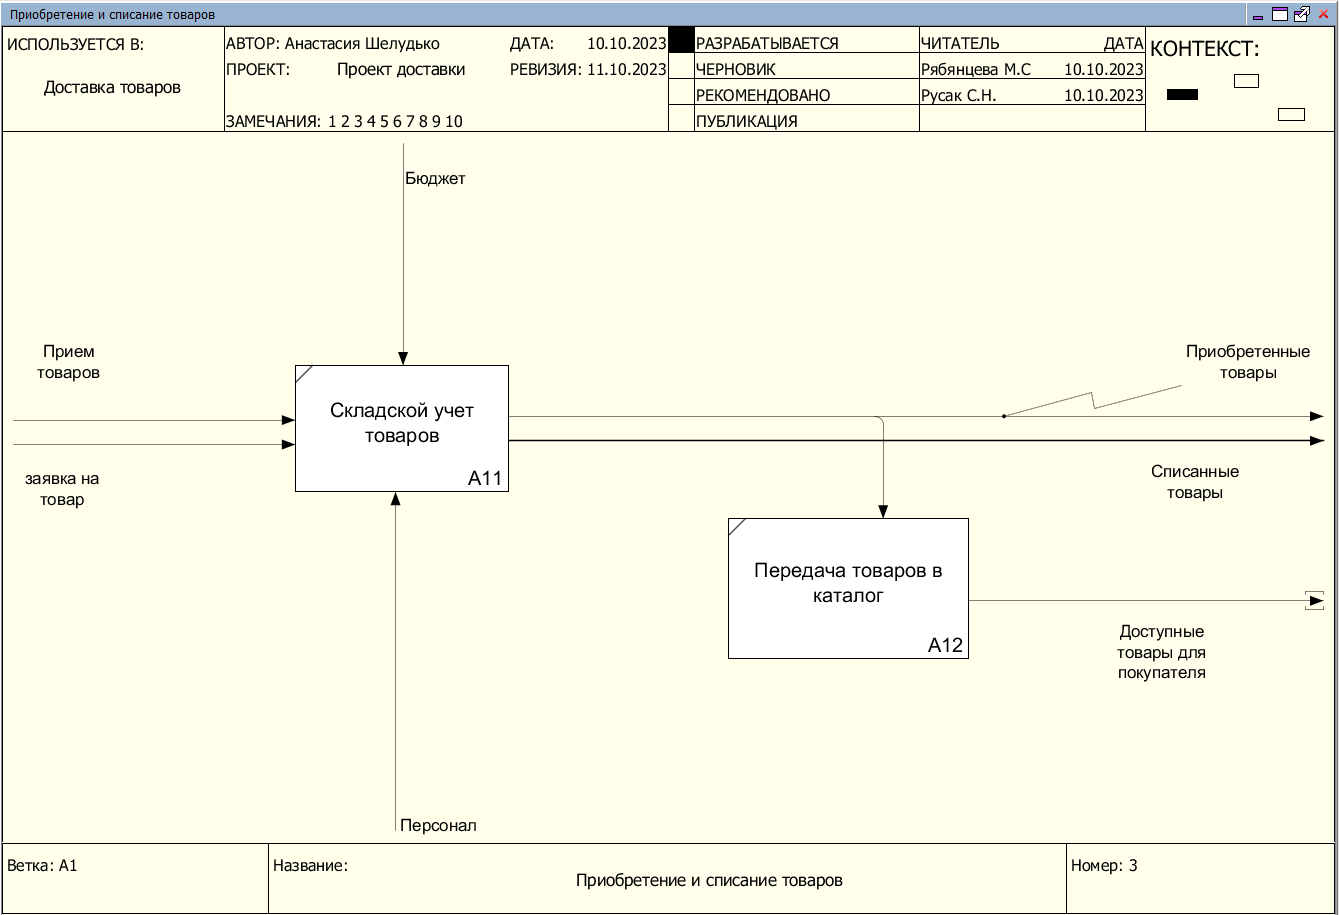 Приобретение и списание товаров
ИСПОЛЬЗУЕТСЯ В:
Доставка товаров
АВТОР: Анастасия Шелудько
ДАТА: 10.10.2023
ПРОЕКТ: Проект доставки
РЕВИЗИЯ: 11.10.2023
ЗАМЕЧАНИЯ: 1 2 3 4 5 6 7 8 9 10
РАЗРАБАТЫВАЕТСЯ
ЧЕРНОВИК
РЕКОМЕНДОВАНО
ПУБЛИКАЦИЯ
ЧИТАТЕЛЬ ДАТА
Рябянцева М.С 10.10.2023
Русак С.Н. 10.10.2023
КОНТЕКСТ:
Бюджет
Прием
товаров
заявка на
товар
Складской учет
товаров
A11
Приобретенные
товары
Списанные
товары
Передача товаров в
каталог
A12
Доступные
товары для
покупателя
Персонал
Ветка: A1
Название:
Приобретение и списание товаров
Номер: 3